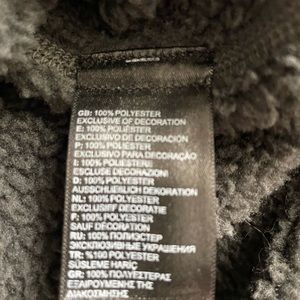 GB: 100% POLYESTER
EXCLUSIVE OF DECORATION
E: 100% POLIÉSTER
EXCLUSIVO DE DECORACIÓN
P: 100% POLIÉSTER
EXCLUSIVO PARA DECORAÇÃO
I: 100% POLIESTERE
ESCLUSE DECORAZIONI
D: 100% POLYESTER
AUSSCHLIEẞLICH DEKORATION
NL: 100% POLYESTER
EXCLUSIEF DECORATIE
F: 100% POLYESTER
SAUF DÉCORATION
RU: 100% ПОЛИЭСТЕР
ЭКСКЛЮЗИВНЫЕ УКРАШЕНИЯ
TR: %100 POLYESTER
SÜSLEME HARİÇ
GR: 100% ΠΟΛΥΕΣΤΕΡΑΣ
ΕΞΑΙΡΟΥΜΕΝΗΣ ΤΗΣ
ΔΙΑΚΟΣΜΗΣΗΣ